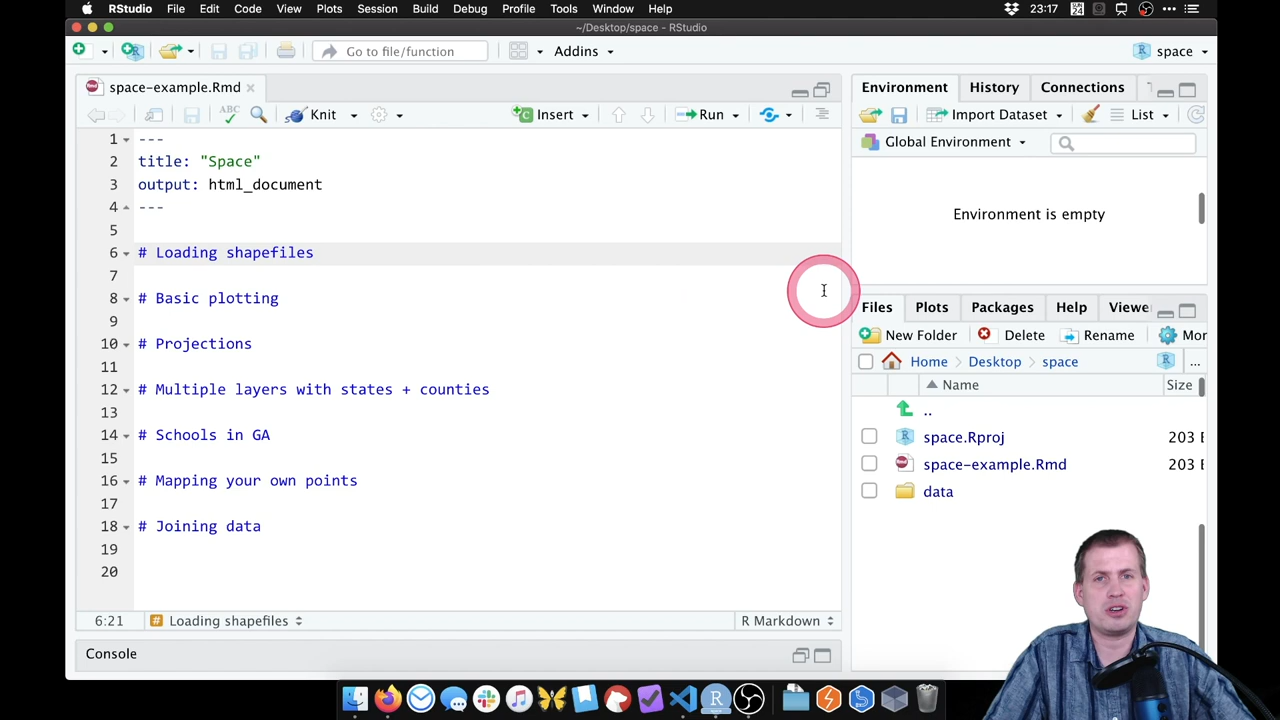 RStudio File Edit Code View Plots Session Build Debug Profile Tools Window Help 23:17
~/Desktop/space - RStudio
Go to file/function Addins space
space-example.Rmd
ABC Knit Insert Run
1 ---
2 title: "Space"
3 output: html_document
4 ---
5
6 # Loading shapefiles
7
8 # Basic plotting
9
10 # Projections
11
12 # Multiple layers with states + counties
13
14 # Schools in GA
15
16 # Mapping your own points
17
18 # Joining data
19
20
6:21 # Loading shapefiles R Markdown
Console
Environment History Connections
Import Dataset List
Global Environment
Environment is empty
Files Plots Packages Help Viewe
New Folder Delete Rename Mor
Home Desktop space ...
Name Size
..
space.Rproj 203
space-example.Rmd 203
data